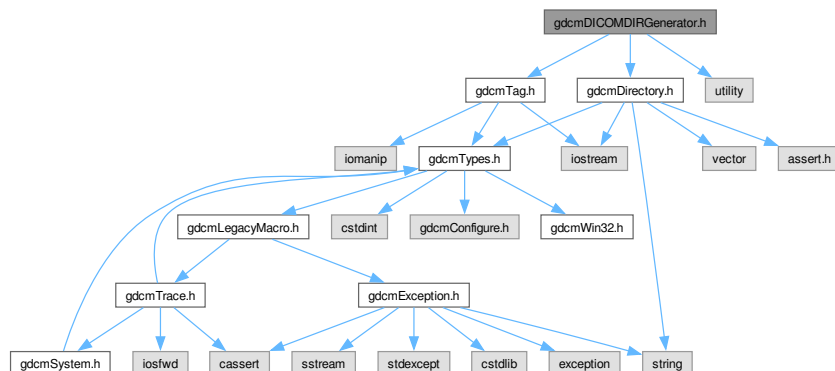 gdcmDICOMDIRGenerator.h
gdcmTag.h
gdcmDirectory.h
utility
iomanip
gdcmTypes.h
iostream
vector
assert.h
gdcmLegacyMacro.h
cstdint
gdcmConfigure.h
gdcmWin32.h
gdcmTrace.h
gdcmException.h
gdcmSystem.h
iosfwd
cassert
sstream
stdexcept
cstdlib
exception
string